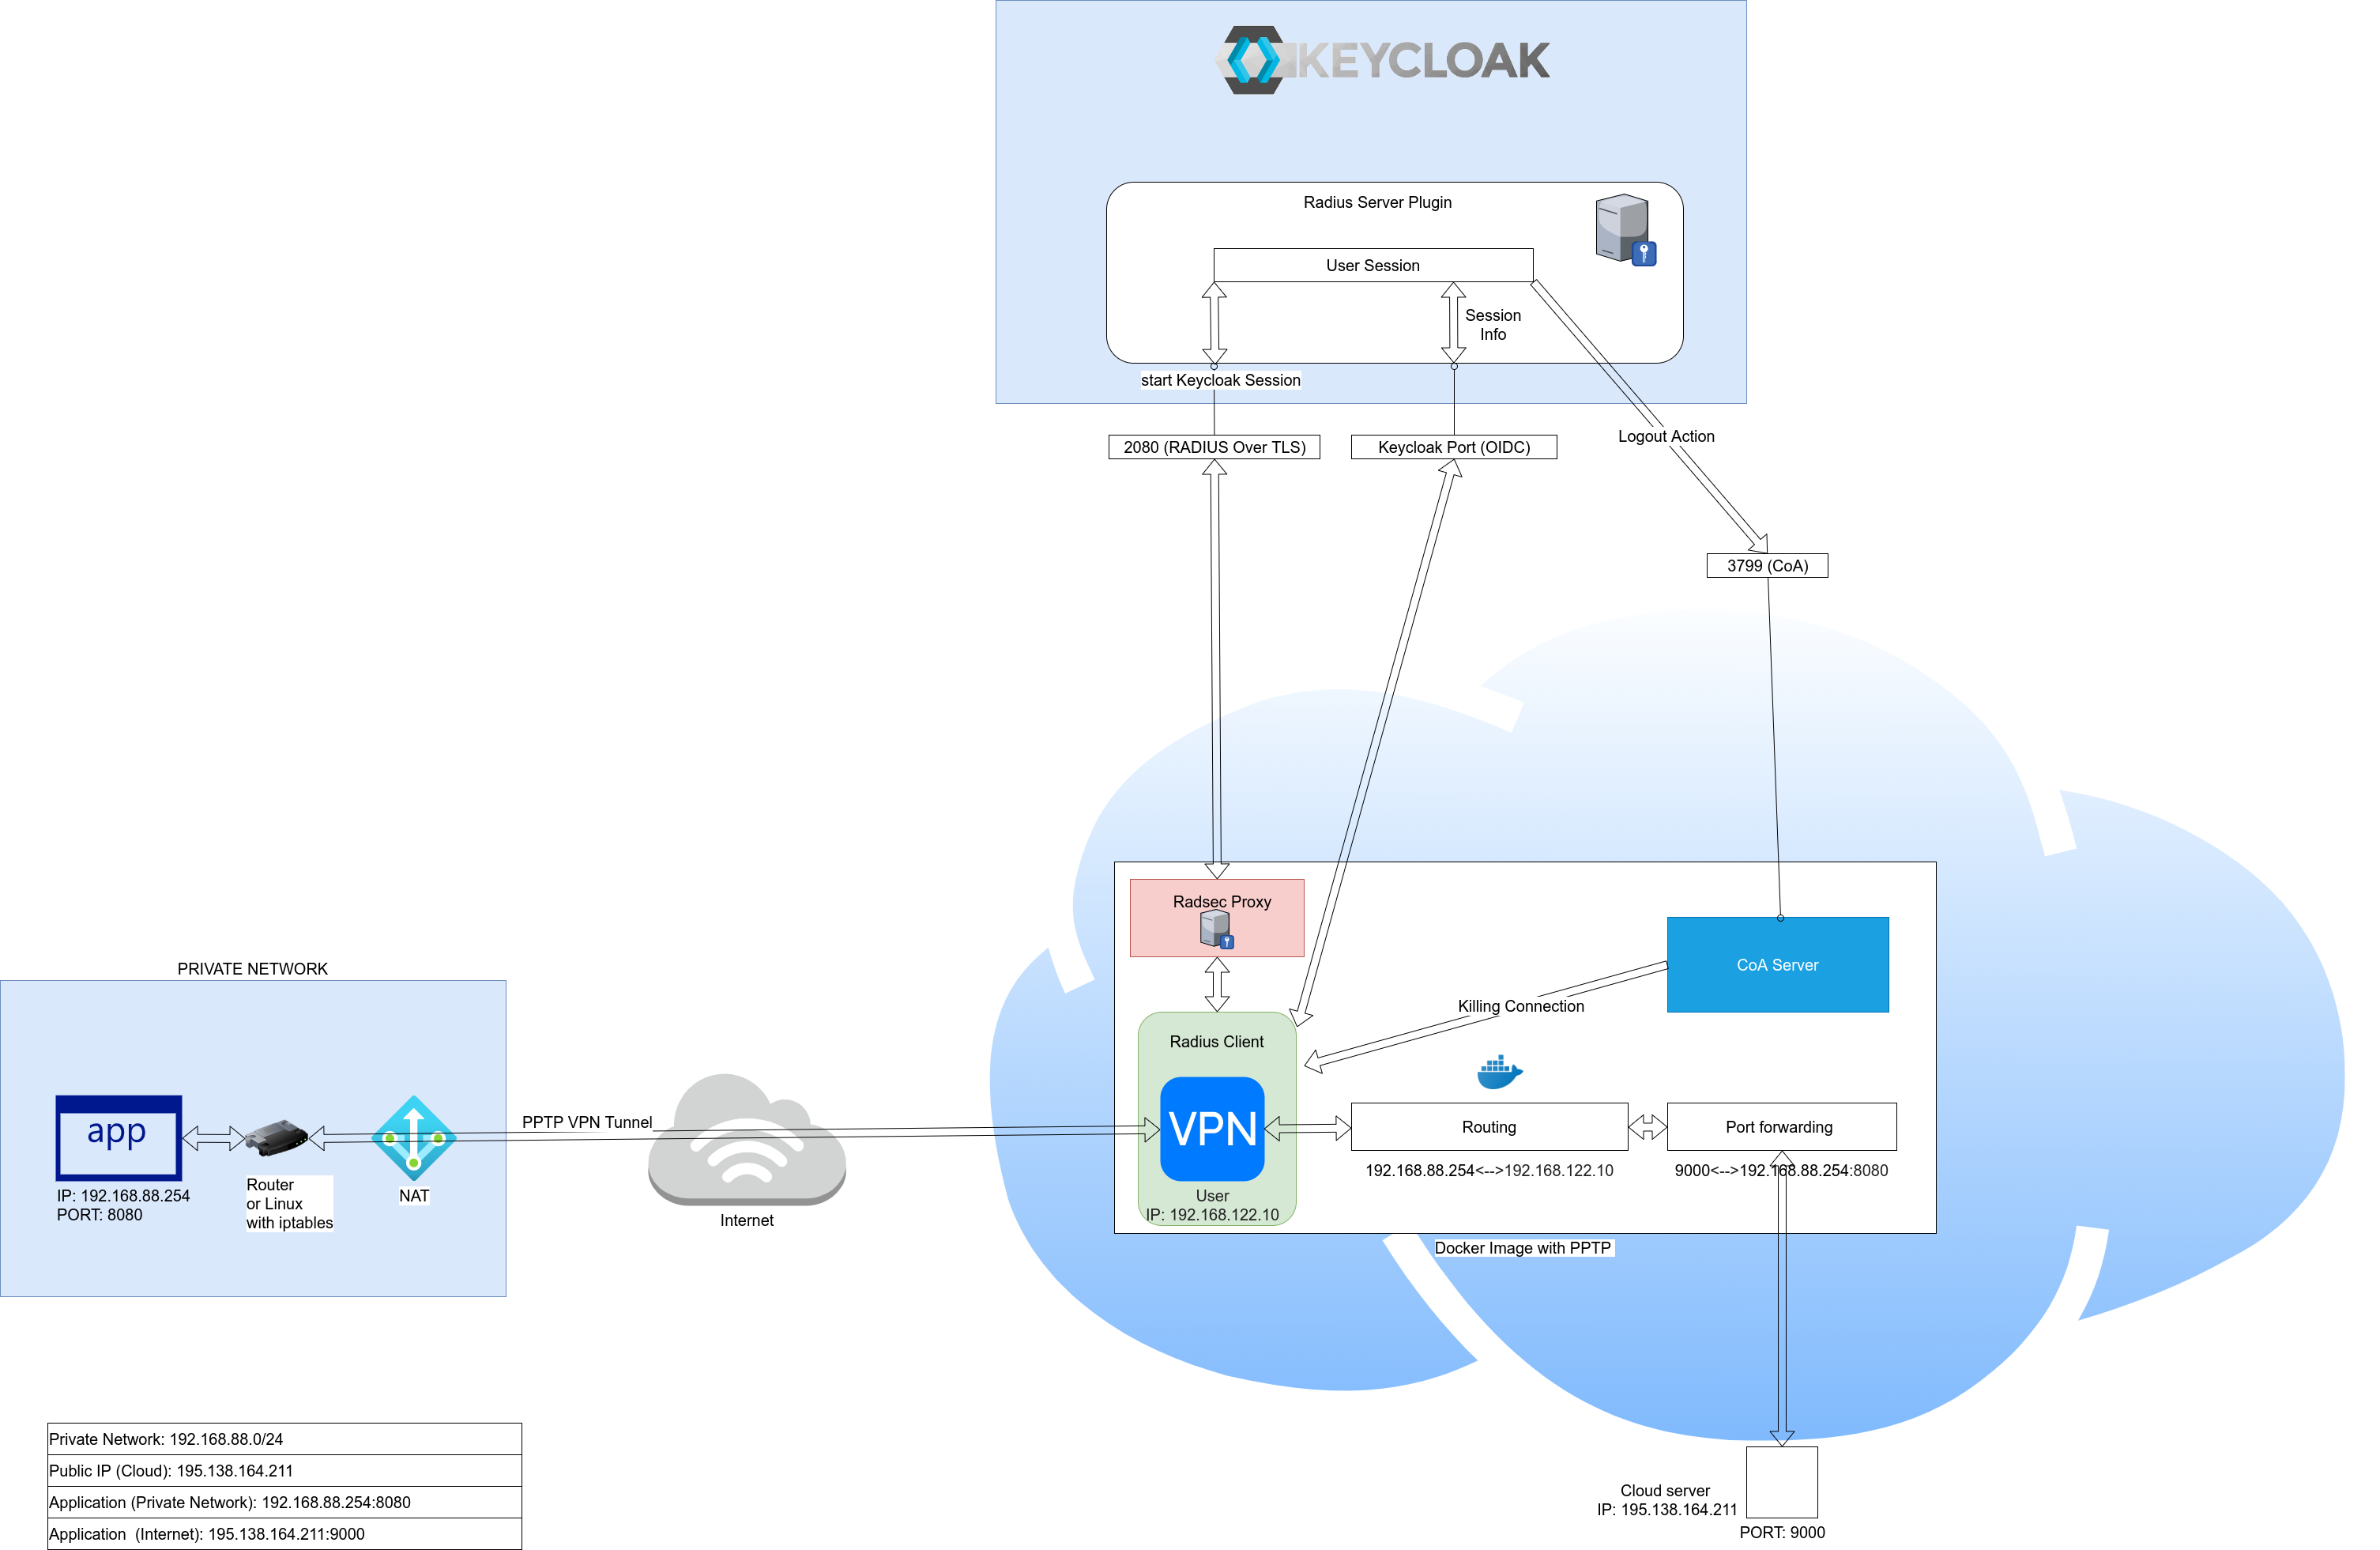 KEYCLOAK
Radius Server Plugin
User Session
Session
Info
start Keycloak Session
2080 (RADIUS Over TLS)
Keycloak Port (OIDC)
Logout Action
3799 (CoA)
Radsec Proxy
CoA Server
Killing Connection
Radius Client
VPN
User
IP: 192.168.122.10
Routing
192.168.88.254<-->192.168.122.10
Port forwarding
9000<-->192.168.88.254:8080
Docker Image with PPTP
PRIVATE NETWORK
app
IP: 192.168.88.254
PORT: 8080
Router
or Linux
with iptables
NAT
PPTP VPN Tunnel
Internet
Private Network: 192.168.88.0/24
Public IP (Cloud): 195.138.164.211
Application (Private Network): 192.168.88.254:8080
Application  (Internet): 195.138.164.211:9000
Cloud server
IP: 195.138.164.211
PORT: 9000